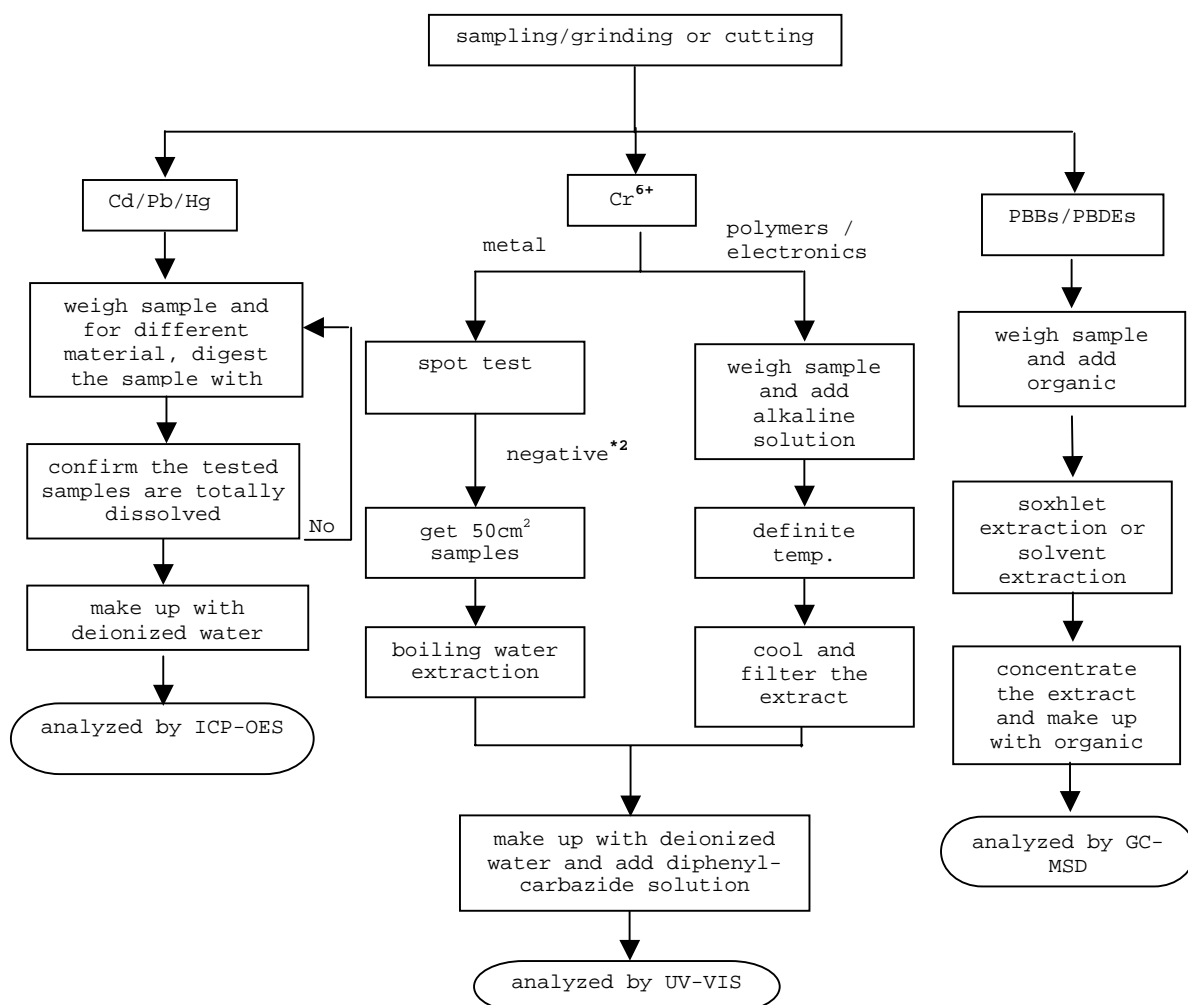 sampling/grinding or cutting
Cd/Pb/Hg
weigh sample and
for different
material, digest
the sample with
confirm the tested
samples are totally
dissolved
No
make up with
deionized water
analyzed by ICP-OES
Cr⁶⁺
metal
spot test
negative*²
get 50cm²
samples
boiling water
extraction
polymers /
electronics
weigh sample
and add
alkaline
solution
definite
temp.
cool and
filter the
extract
make up with deionized
water and add diphenyl-
carbazide solution
analyzed by UV-VIS
PBBs/PBDEs
weigh sample
and add
organic
soxhlet
extraction or
solvent
extraction
concentrate
the extract
and make up
with organic
analyzed by GC-
MSD